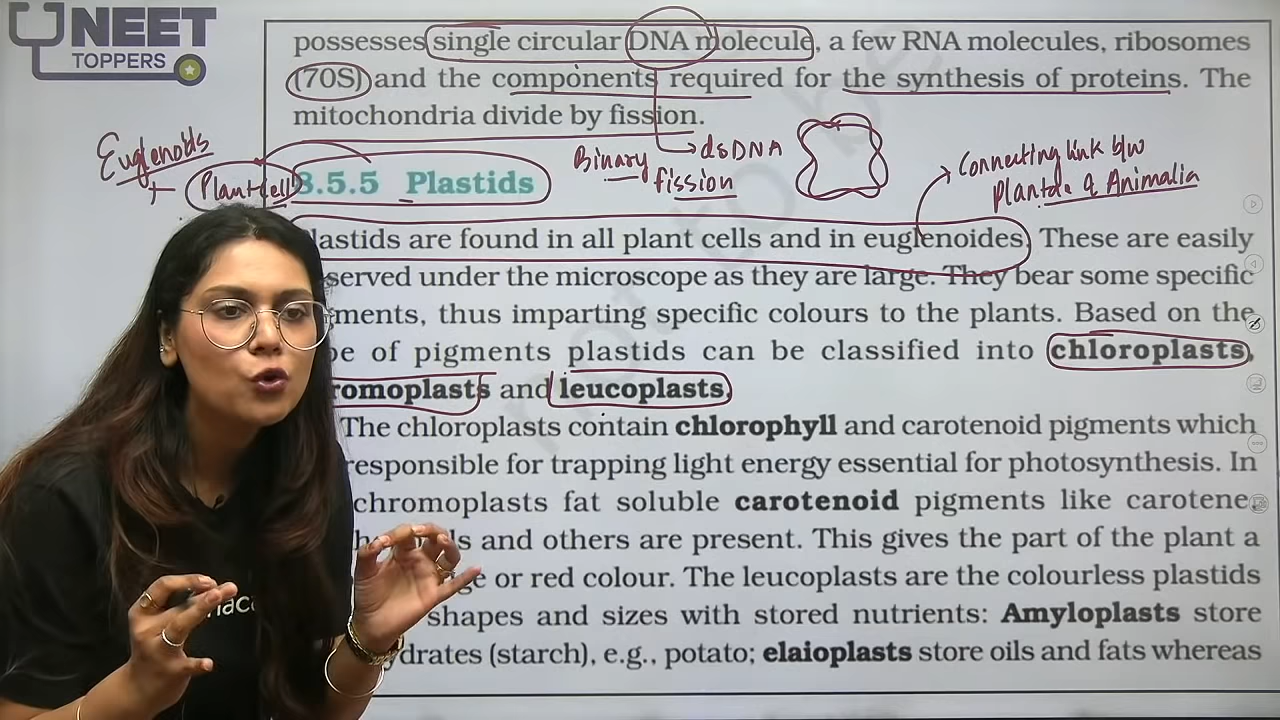 NEET
TOPPERS
possesses single circular DNA molecule, a few RNA molecules, ribosomes
(70S) and the components required for the synthesis of proteins. The
mitochondria divide by fission.
Euglenoids
+ Plant cell
Binary
fission
dsDNA
Connecting link b/w
Plantae & Animalia
8.5.5 Plastids
lastids are found in all plant cells and in euglenoides. These are easily
served under the microscope as they are large. They bear some specific
ments, thus imparting specific colours to the plants. Based on the
e of pigments plastids can be classified into chloroplasts,
romoplasts and leucoplasts.
The chloroplasts contain chlorophyll and carotenoid pigments which
responsible for trapping light energy essential for photosynthesis. In
chromoplasts fat soluble carotenoid pigments like carotene,
ls and others are present. This gives the part of the plant a
ge or red colour. The leucoplasts are the colourless plastids
shapes and sizes with stored nutrients: Amyloplasts store
ydrates (starch), e.g., potato; elaioplasts store oils and fats whereas